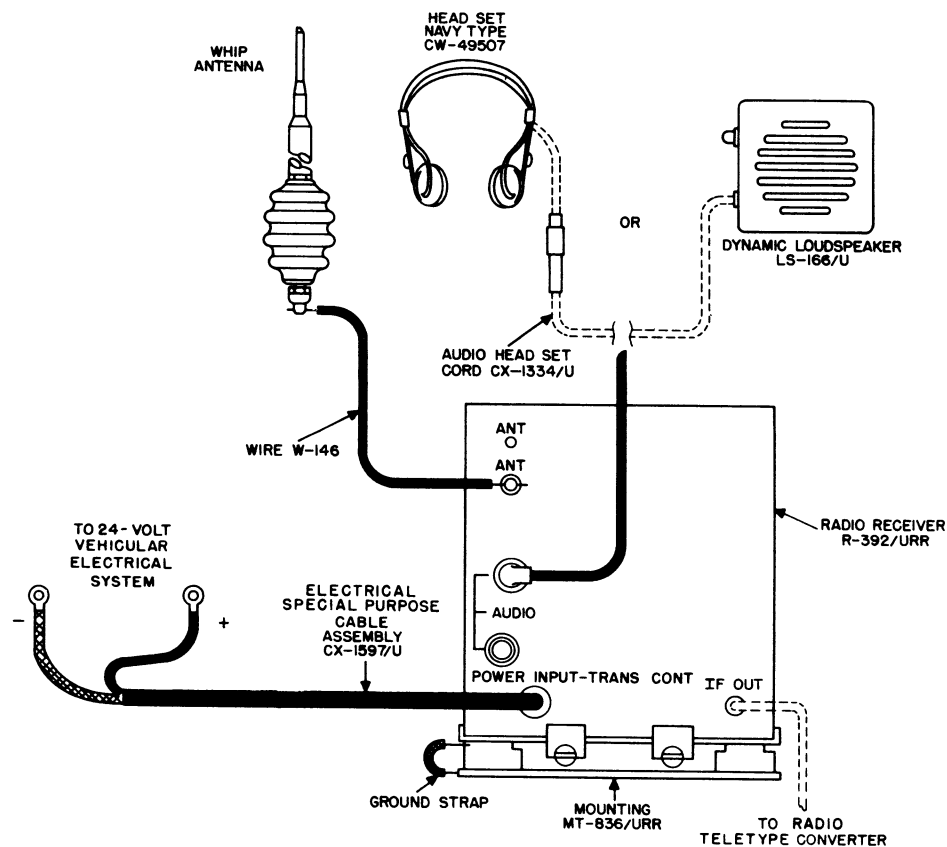 HEAD SET
NAVY TYPE
CW-49507
WHIP
ANTENNA
OR
DYNAMIC LOUDSPEAKER
LS-166/U
AUDIO HEAD SET
CORD CX-1334/U
WIRE W-146
ANT
ANT
RADIO RECEIVER
R-392/URR
TO 24-VOLT
VEHICULAR
ELECTRICAL
SYSTEM
-
+
ELECTRICAL
SPECIAL PURPOSE
CABLE
ASSEMBLY
CX-1597/U
AUDIO
POWER INPUT-TRANS CONT
IF OUT
GROUND STRAP
MOUNTING
MT-836/URR
TO RADIO
TELETYPE CONVERTER